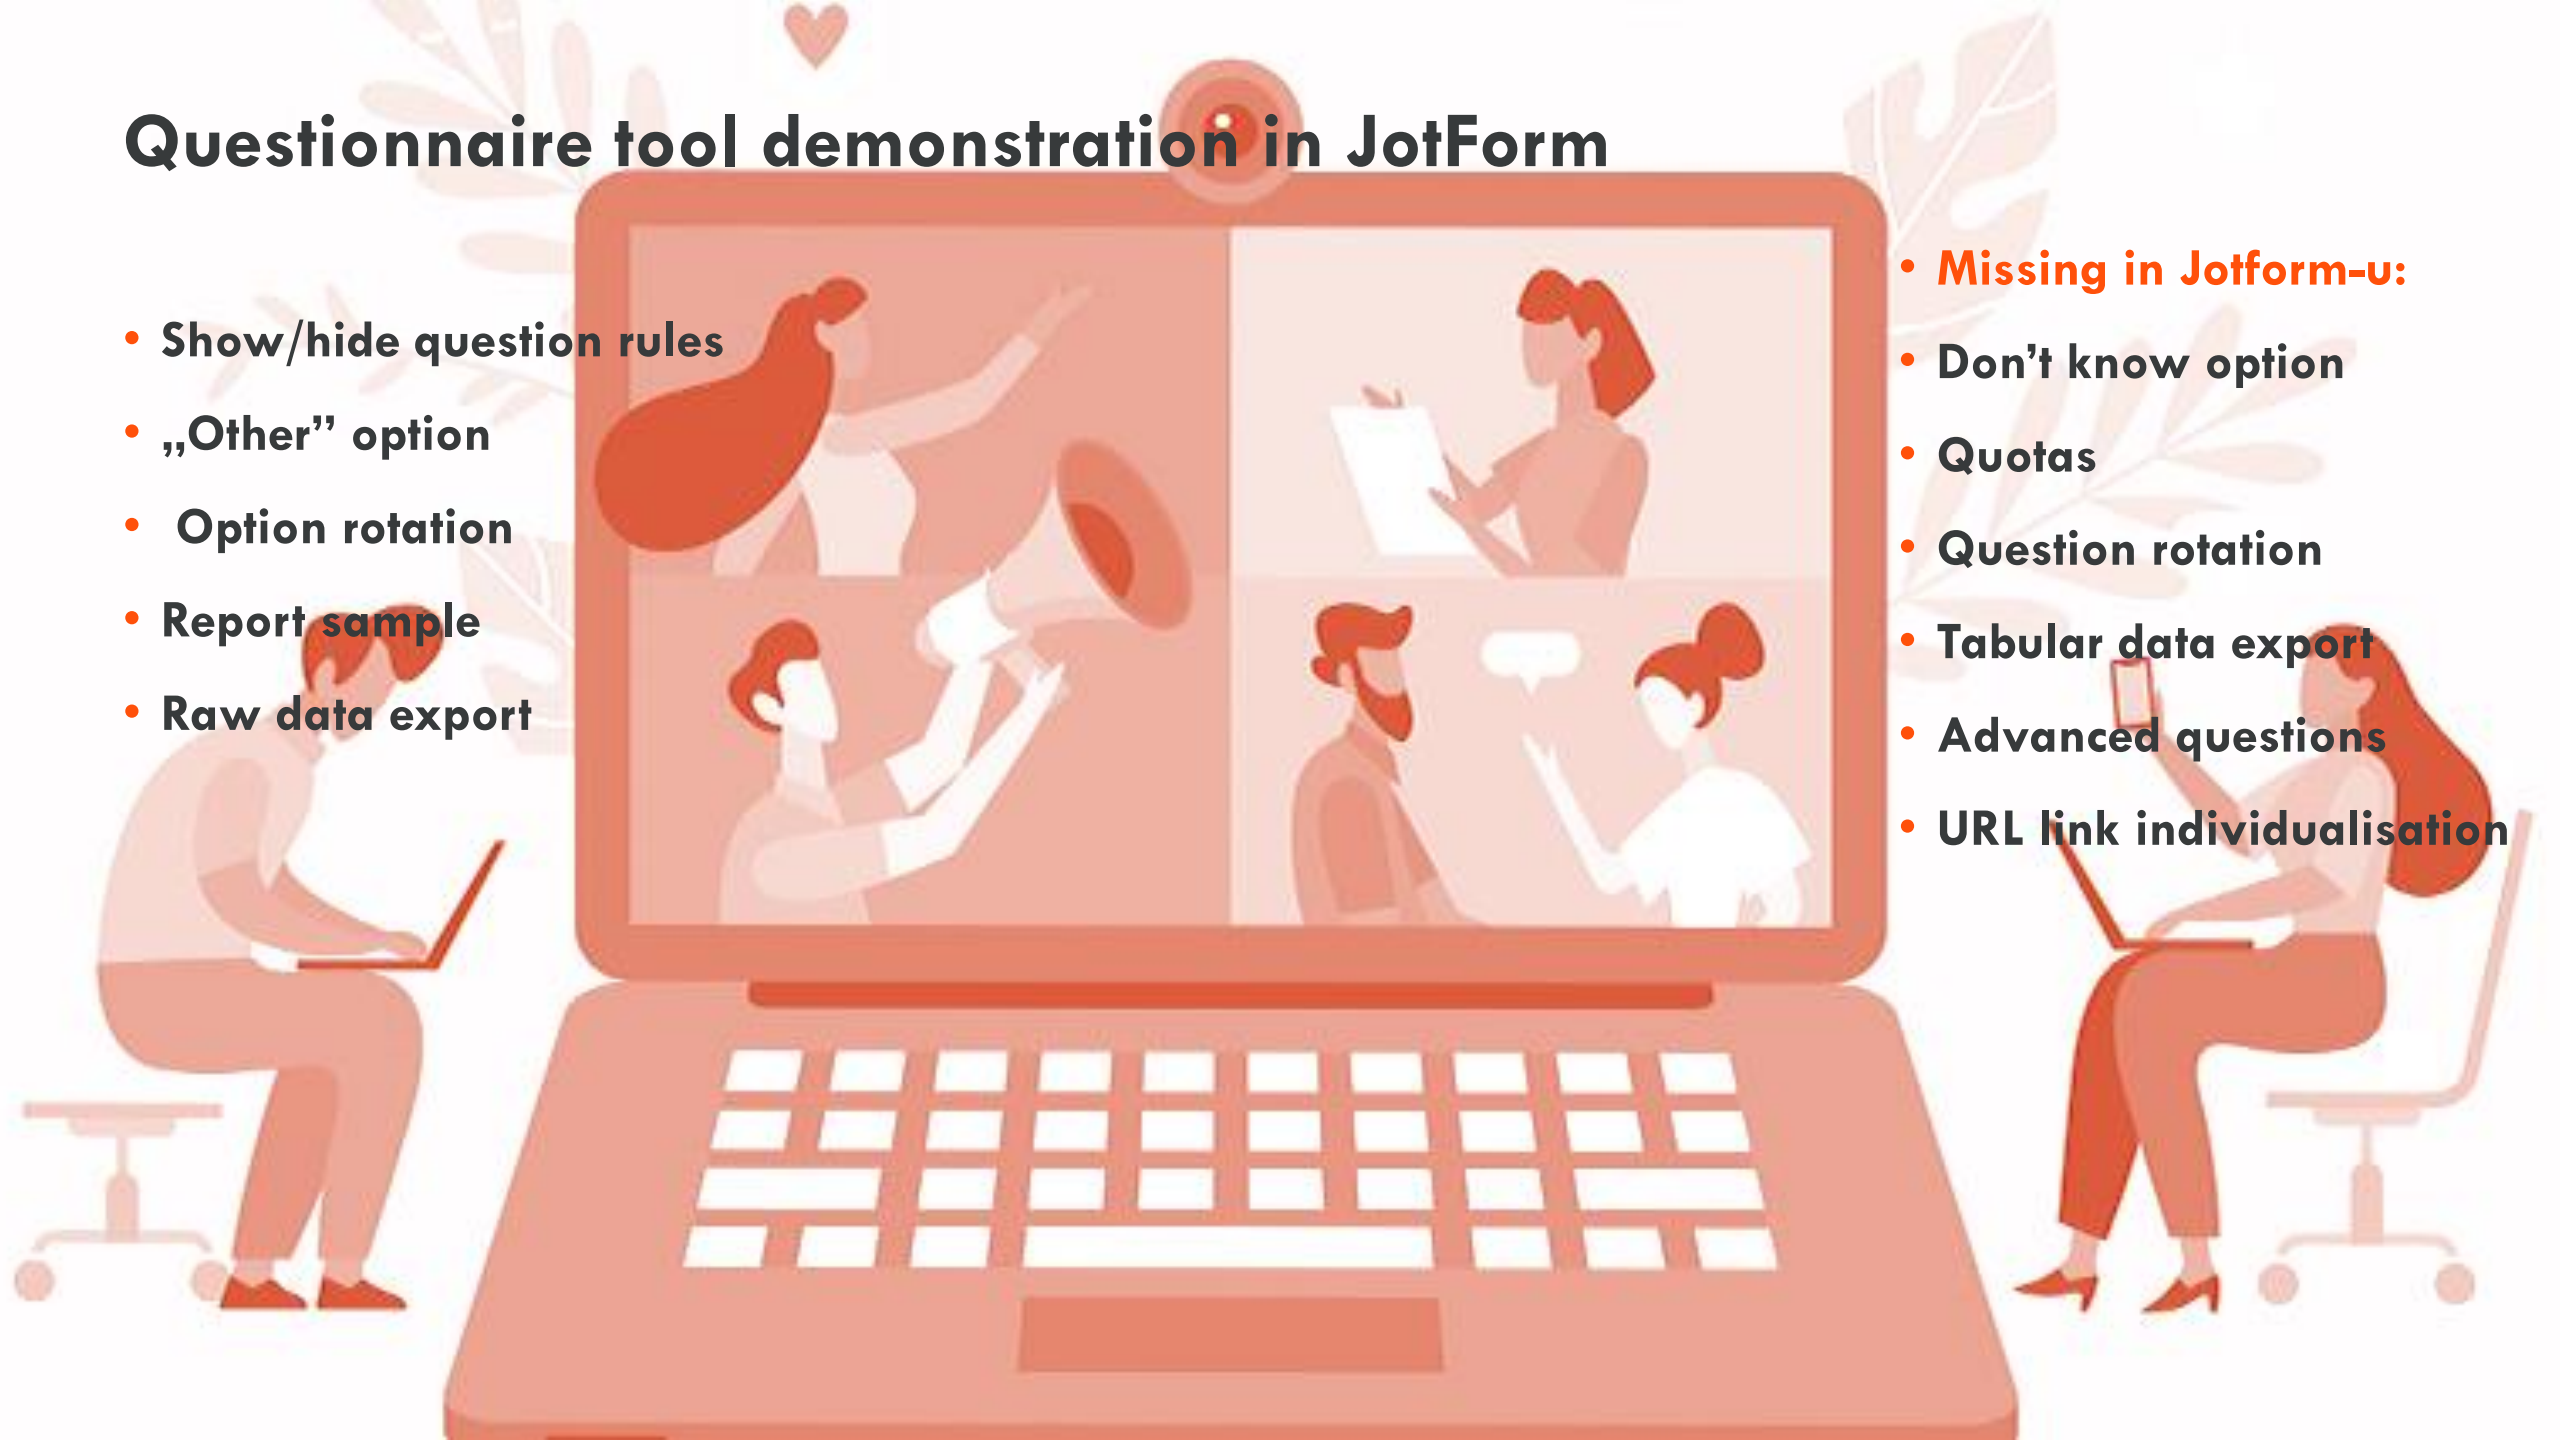 Questionnaire tool demonstration in JotForm
• Show/hide question rules
• „Other” option
• Option rotation
• Report sample
• Raw data export
• Missing in Jotform-u:
• Don’t know option
• Quotas
• Question rotation
• Tabular data export
• Advanced questions
• URL link individualisation